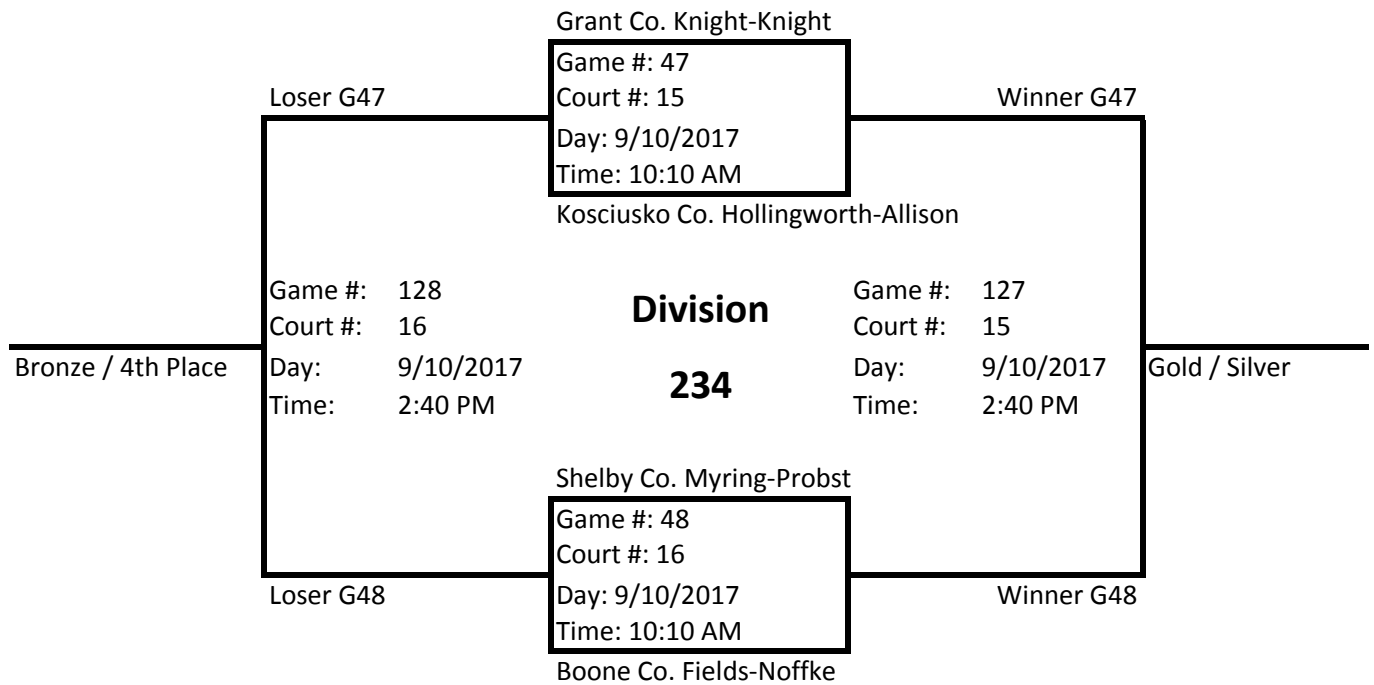 Grant Co. Knight-Knight
Game #: 47
Court #: 15
Day: 9/10/2017
Time: 10:10 AM
Kosciusko Co. Hollingworth-Allison
Loser G47
Winner G47
Game #: 128
Court #: 16
Day: 9/10/2017
Time: 2:40 PM
Bronze / 4th Place
Division
234
Game #: 127
Court #: 15
Day: 9/10/2017
Time: 2:40 PM
Gold / Silver
Shelby Co. Myring-Probst
Game #: 48
Court #: 16
Day: 9/10/2017
Time: 10:10 AM
Boone Co. Fields-Noffke
Loser G48
Winner G48